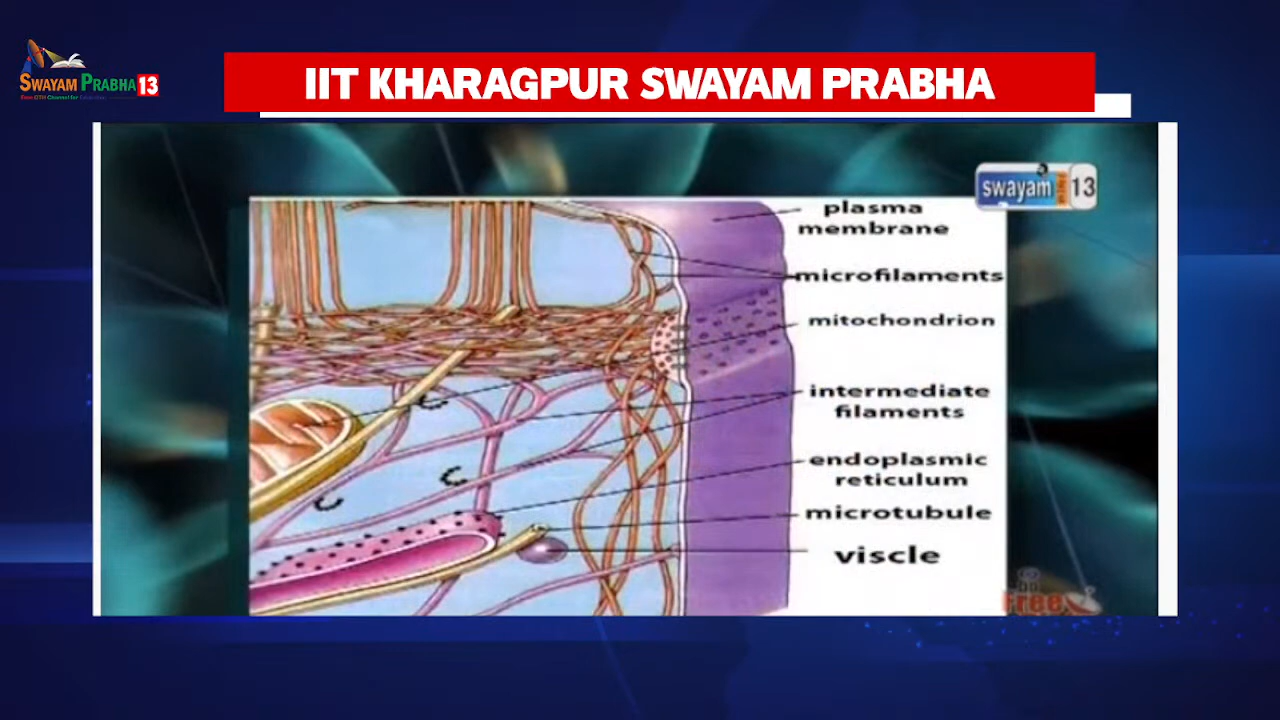 SWAYAM PRABHA 13
IIT KHARAGPUR SWAYAM PRABHA
swayam 13
plasma
membrane
microfilaments
mitochondrion
intermediate
filaments
endoplasmic
reticulum
microtubule
viscle
Free